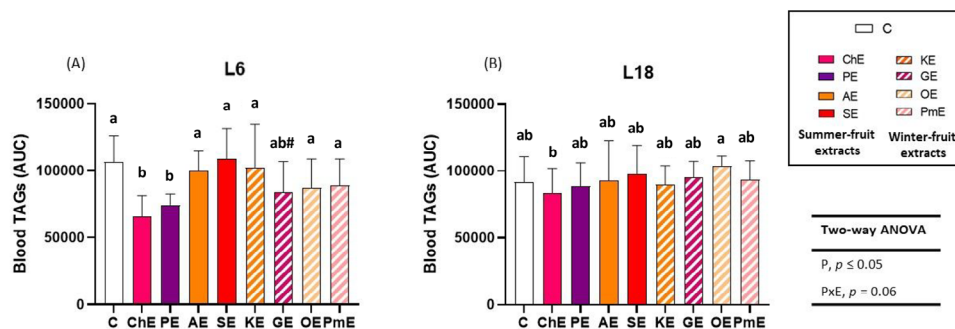 (A)
L6
Blood TAGs (AUC)
150000
100000
50000
0
a
b
b
a
a
a
ab#
a
a
C ChE PE AE SE KE GE OE PmE
(B)
L18
Blood TAGs (AUC)
150000
100000
50000
0
ab
b
ab
ab
ab
ab
ab
a
ab
C ChE PE AE SE KE GE OE PmE
C
ChE
PE
AE
SE
Summer-fruit
extracts
KE
GE
OE
PmE
Winter-fruit
extracts
Two-way ANOVA
P, p ≤ 0.05
PxE, p = 0.06